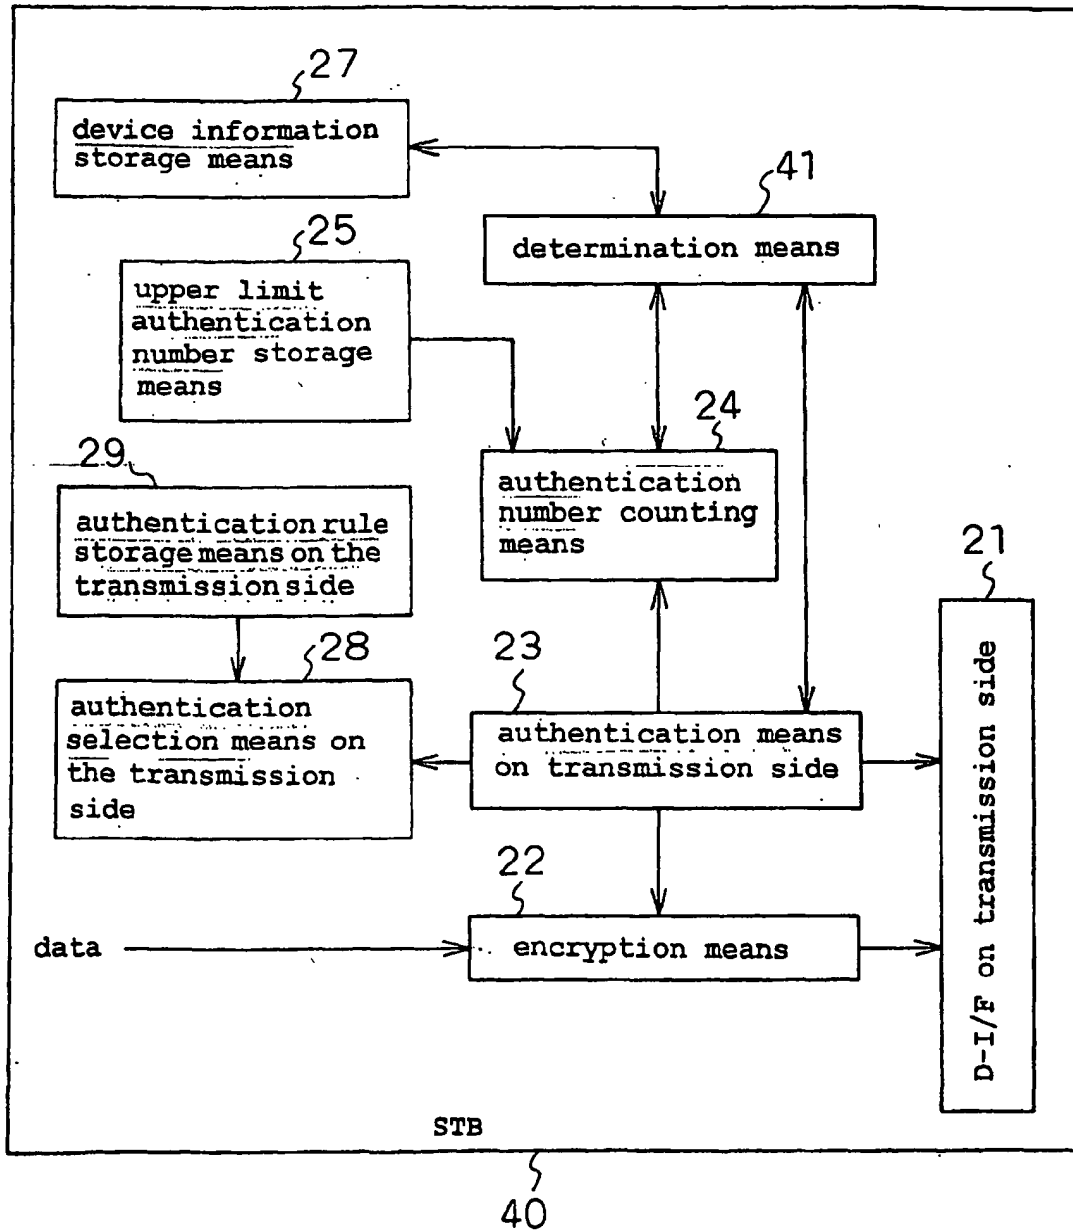 27
device information
storage means
41
determination means
25
upper limit
authentication
number storage
means
24
authentication
number counting
means
29
authentication rule
storage means on the
transmission side
21
D-I/F on transmission side
28
authentication
selection means on
the transmission
side
23
authentication means
on transmission side
22
encryption means
data
STB
40